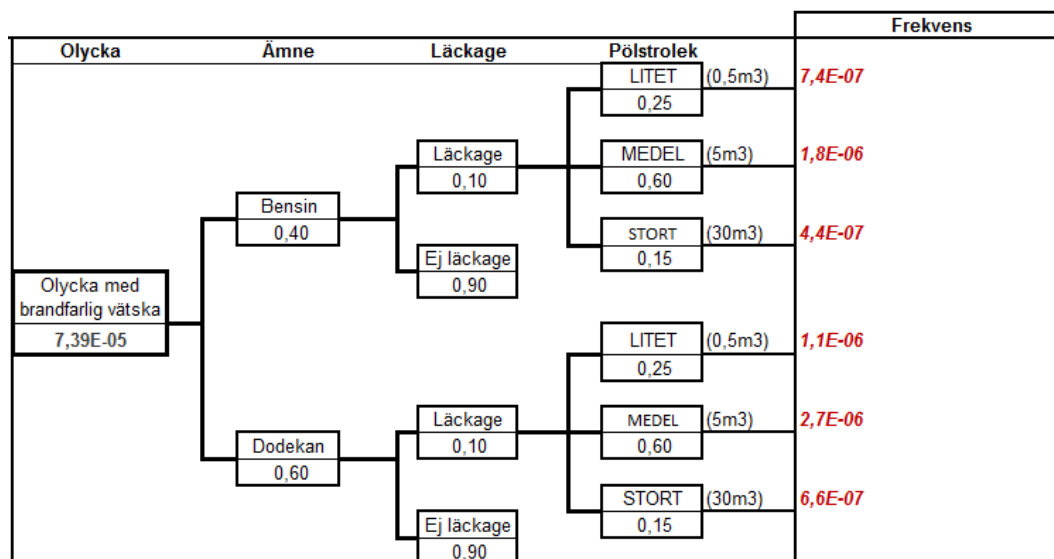 Frekvens
Olycka Ämne Läckage Pölstrolek
LITET (0,5m3) 7,4E-07
0,25
Läckage MEDEL (5m3) 1,8E-06
0,10 0,60
Bensin
0,40
STORT (30m3) 4,4E-07
0,15
Ej läckage
0,90
Olycka med
brandfarlig vätska
7,39E-05
LITET (0,5m3) 1,1E-06
0,25
Läckage MEDEL (5m3) 2,7E-06
0,10 0,60
Dodekan
0,60
STORT (30m3) 6,6E-07
0,15
Ej läckage
0,90